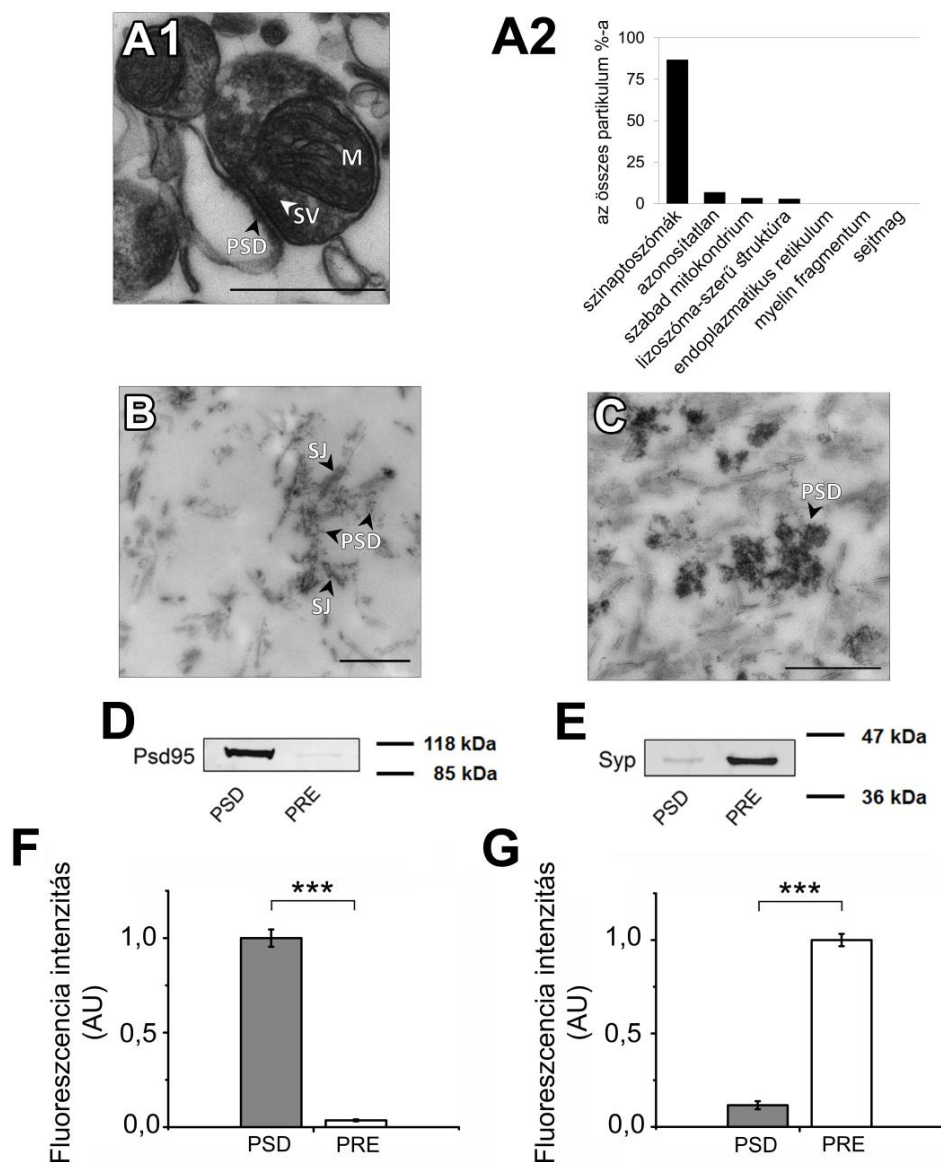 A1
M
SV
PSD
A2
az összes partikulum %-a
100
75
50
25
0
szinaptoszómák
azonosítatlan
szabad mitokondrium
lizoszóma-szerű struktúra
endoplazmatikus retikulum
myelin fragmentum
sejtmag
B
SJ
PSD
SJ
C
PSD
D
Psd95
118 kDa
85 kDa
PSD PRE
E
Syp
47 kDa
36 kDa
PSD PRE
F
Fluoreszcencia intenzitás
(AU)
1,0
0,5
0,0
***
PSD PRE
G
Fluoreszcencia intenzitás
(AU)
1,0
0,5
0,0
***
PSD PRE